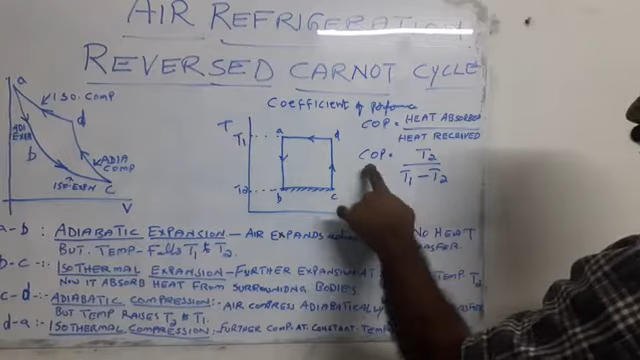 AIR REFRIGERATION
REVERSED CARNOT CYCLE
a
ISO. COMP
d
ADI
EXPN
b
ADIA
COMP
ISO-EXPN
C
V
Coefficient of
T
T1
T2
a
d
b
c
COP = HEAT ABSORBED
HEAT RECEIVED
COP = T2
T1 - T2
a-b : ADIABATIC EXPANSION - AIR EXPANDS NO HEAT
BUT. TEMP- Falls T1 to T2.
b-c :- ISOTHERMAL EXPANSION - FURTHER EXPANSION AT TEMP. T2
NOW IT ABSORB HEAT FROM SURROUNDING BODIES.
c-d :- ADIABATIC COMPRESSION :- AIR COMPRESS ADIABATICALLY
BUT TEMP RAISES T2 to T1.
d-a :- ISOTHERMAL COMPRESSION :- FURTHER COMP. AT CONSTANT TEMP